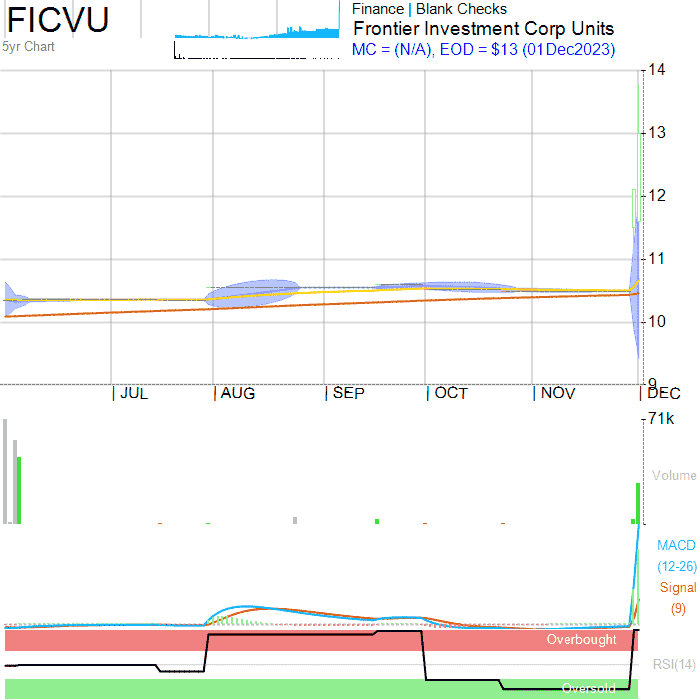 FICVU
5yr Chart
Finance | Blank Checks
Frontier Investment Corp Units
MC = (N/A), EOD = $13 (01Dec2023)
14
13
12
11
10
9
JUL
AUG
SEP
OCT
NOV
DEC
71k
Volume
MACD
(12-26)
Signal
(9)
Overbought
RSI(14)
Oversold